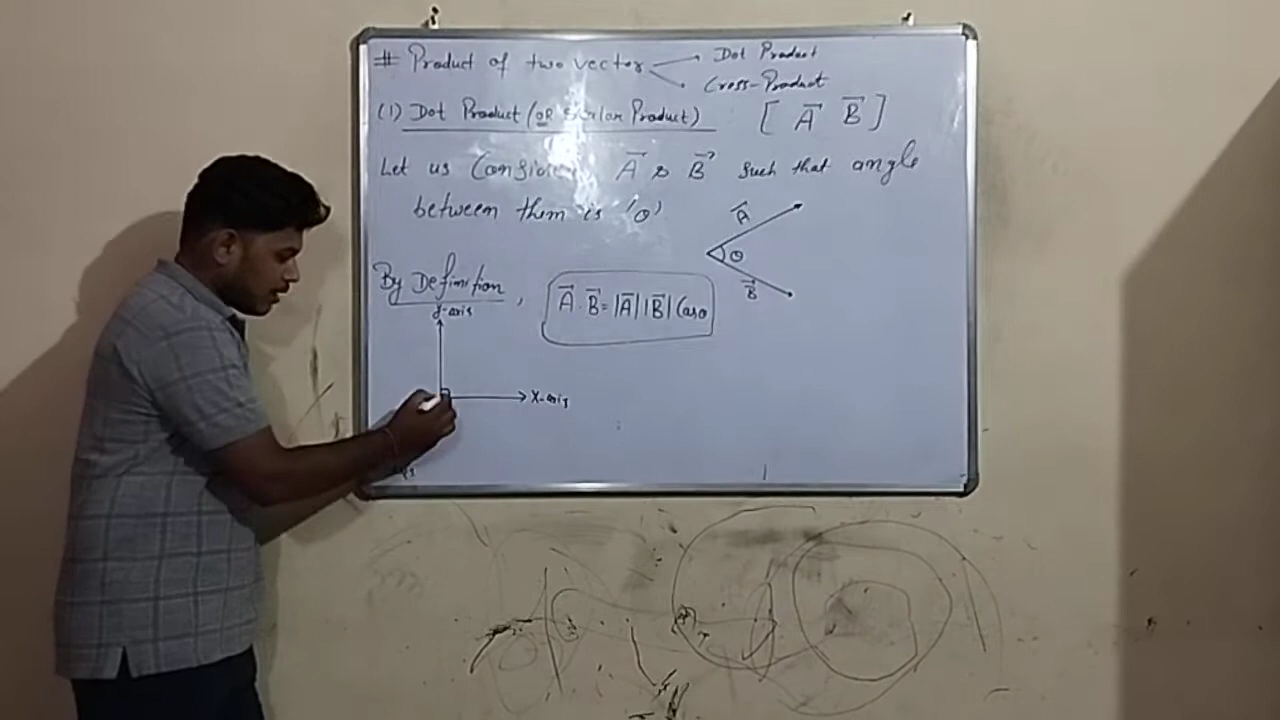 # Product of two vector → Dot Product
Cross-Product
(1) Dot Product (OR Scalar Product) [ A⃗ B⃗ ]
Let us Consider A⃗ & B⃗ such that angle
between them is 'θ'
A⃗
θ
B⃗
By Definition, A⃗ . B⃗ = |A⃗| |B⃗| Cosθ
y-axis
X-axis